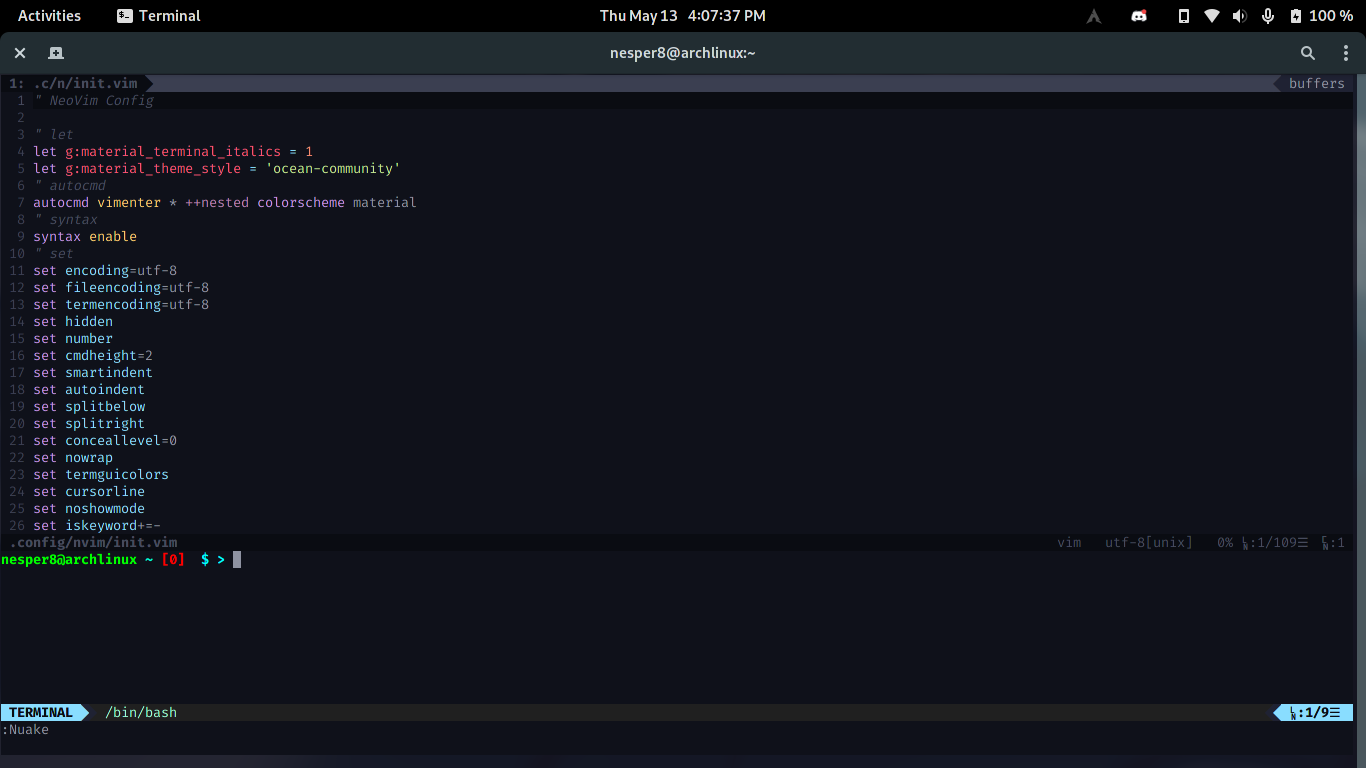 Activities Terminal Thu May 13 4:07:37 PM 100 %
nesper8@archlinux:~
1: .c/n/init.vim buffers
1 " NeoVim Config
2
3 " let
4 let g:material_terminal_italics = 1
5 let g:material_theme_style = 'ocean-community'
6 " autocmd
7 autocmd vimenter * ++nested colorscheme material
8 " syntax
9 syntax enable
10 " set
11 set encoding=utf-8
12 set fileencoding=utf-8
13 set termencoding=utf-8
14 set hidden
15 set number
16 set cmdheight=2
17 set smartindent
18 set autoindent
19 set splitbelow
20 set splitright
21 set conceallevel=0
22 set nowrap
23 set termguicolors
24 set cursorline
25 set noshowmode
26 set iskeyword+=-
.config/nvim/init.vim vim utf-8[unix] 0% ␤:1/109☰ ㏇:1
nesper8@archlinux ~ [0] $ >
TERMINAL /bin/bash ␤:1/9☰
:Nuake